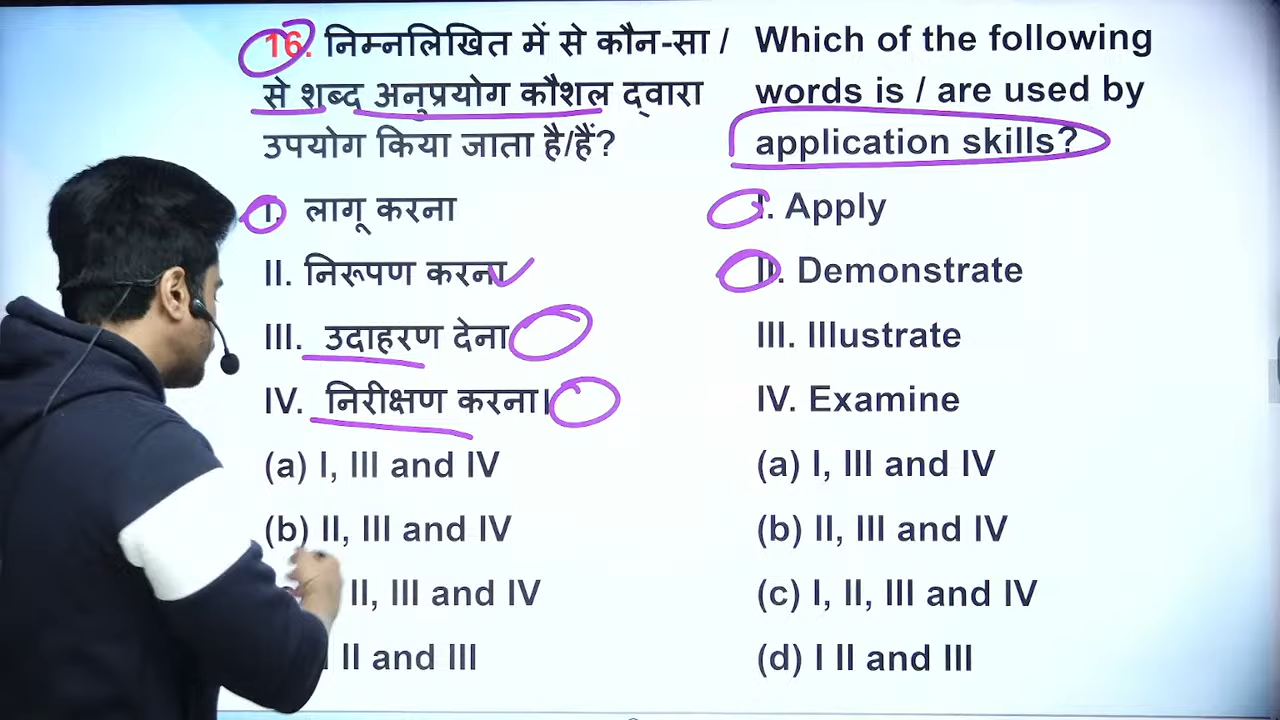 16. निम्नलिखित में से कौन-सा /
से शब्द अनुप्रयोग कौशल द्वारा
उपयोग किया जाता है/हैं?
I. लागू करना
II. निरूपण करना
III. उदाहरण देना
IV. निरीक्षण करना।
(a) I, III and IV
(b) II, III and IV
II, III and IV
II and III
Which of the following
words is / are used by
application skills?
I. Apply
II. Demonstrate
III. Illustrate
IV. Examine
(a) I, III and IV
(b) II, III and IV
(c) I, II, III and IV
(d) I II and III